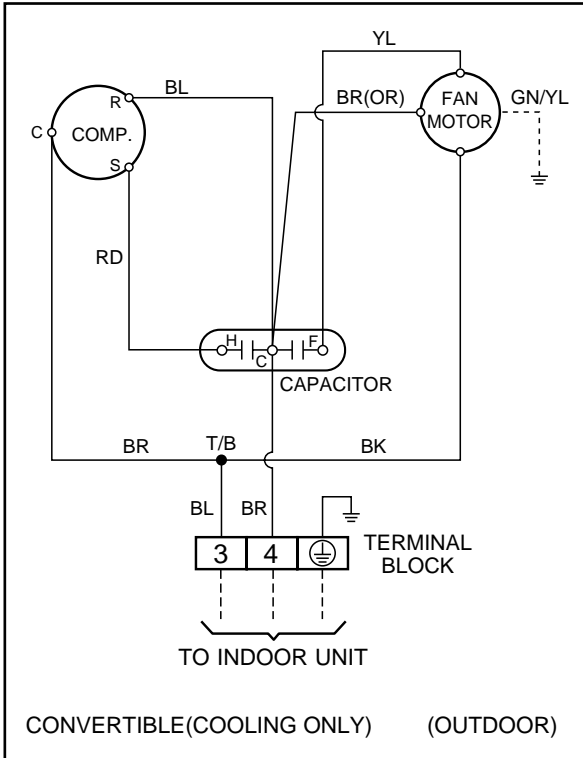 YL
BL
BR(OR)
FAN
MOTOR
GN/YL
R
C
COMP.
S
RD
H
C
F
CAPACITOR
BR
T/B
BK
BL
BR
3
4
TERMINAL
BLOCK
TO INDOOR UNIT
CONVERTIBLE(COOLING ONLY)
(OUTDOOR)